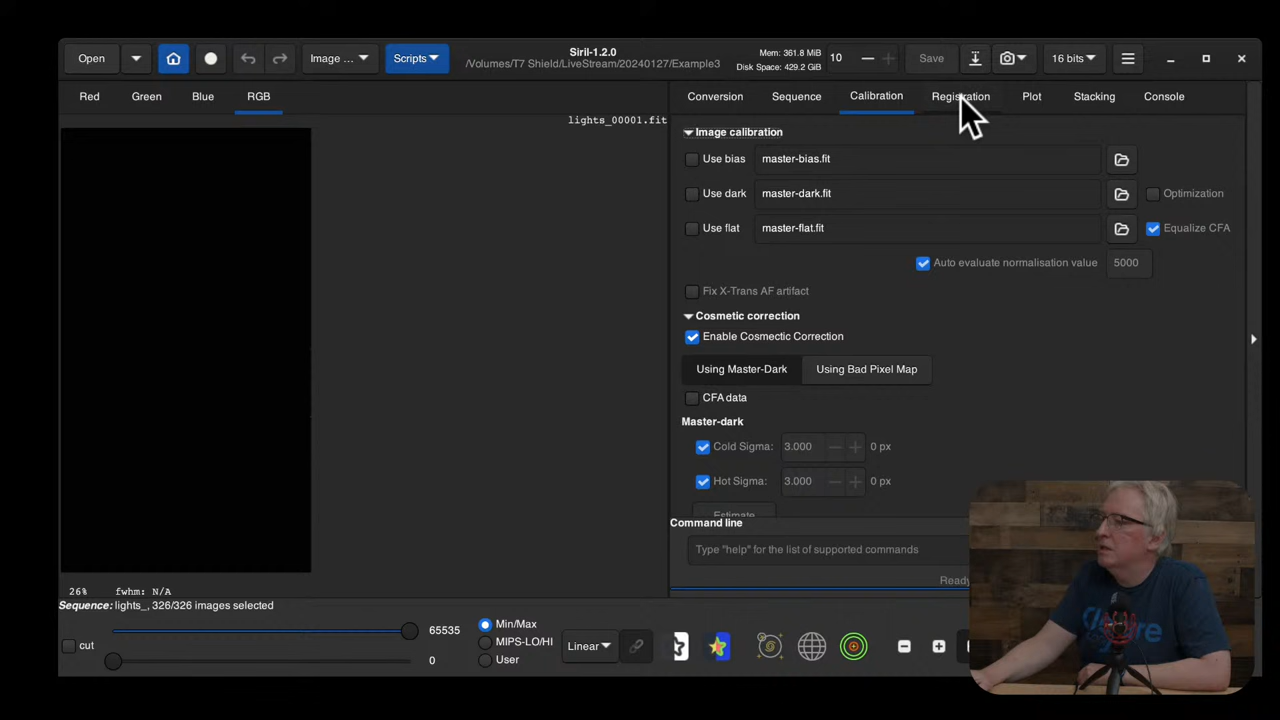 Open
Image ...
Scripts
Siril-1.2.0
/Volumes/T7 Shield/LiveStream/20240127/Example3
Mem: 361.8 MiB
Disk Space: 429.2 GiB
10
Save
16 bits
Red
Green
Blue
RGB
Conversion
Sequence
Calibration
Registration
Plot
Stacking
Console
lights_00001.fit
Image calibration
Use bias
master-bias.fit
Use dark
master-dark.fit
Optimization
Use flat
master-flat.fit
Equalize CFA
Auto evaluate normalisation value
5000
Fix X-Trans AF artifact
Cosmetic correction
Enable Cosmectic Correction
Using Master-Dark
Using Bad Pixel Map
CFA data
Master-dark
Cold Sigma:
3.000
0 px
Hot Sigma:
3.000
0 px
Estimate
Command line
Type "help" for the list of supported commands
Ready
26%
fwhm: N/A
Sequence: lights_, 326/326 images selected
cut
65535
0
Min/Max
MIPS-LO/HI
User
Linear